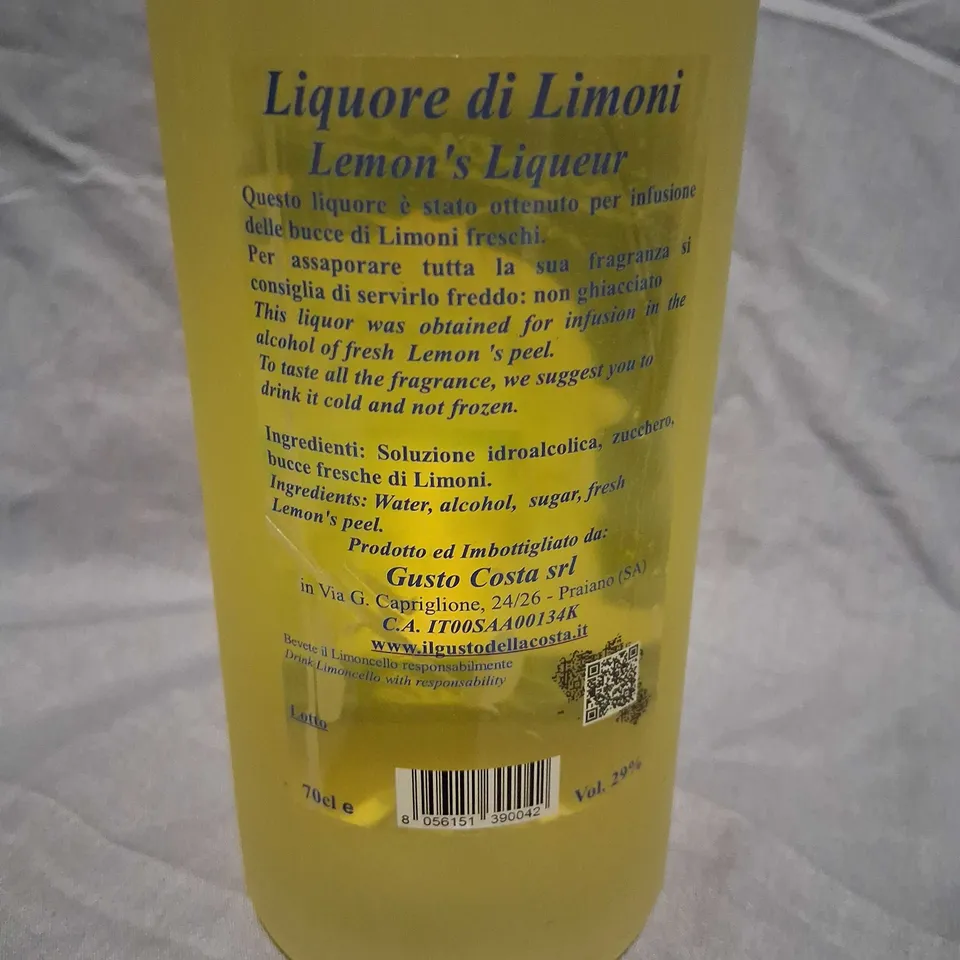 Liquore di Limoni
Lemon's Liqueur
Questo liquore è stato ottenuto per infusione
delle bucce di Limoni freschi.
Per assaporare tutta la sua fragranza si
consiglia di servirlo freddo: non ghiacciato
This liquor was obtained for infusion in the
alcohol of fresh Lemon 's peel.
To taste all the fragrance, we suggest you to
drink it cold and not frozen.
Ingredienti: Soluzione idroalcolica, zucchero,
bucce fresche di Limoni.
Ingredients: Water, alcohol, sugar, fresh
Lemon's peel.
Prodotto ed Imbottigliato da:
Gusto Costa srl
in Via G. Capriglione, 24/26 - Praiano (SA)
C.A. IT00SAA00134K
www.ilgustodellacosta.it
Bevete il Limoncello responsabilmente
Drink Limoncello with responsability
Lotto
70cl e
Vol. 29%
8 056151 390042